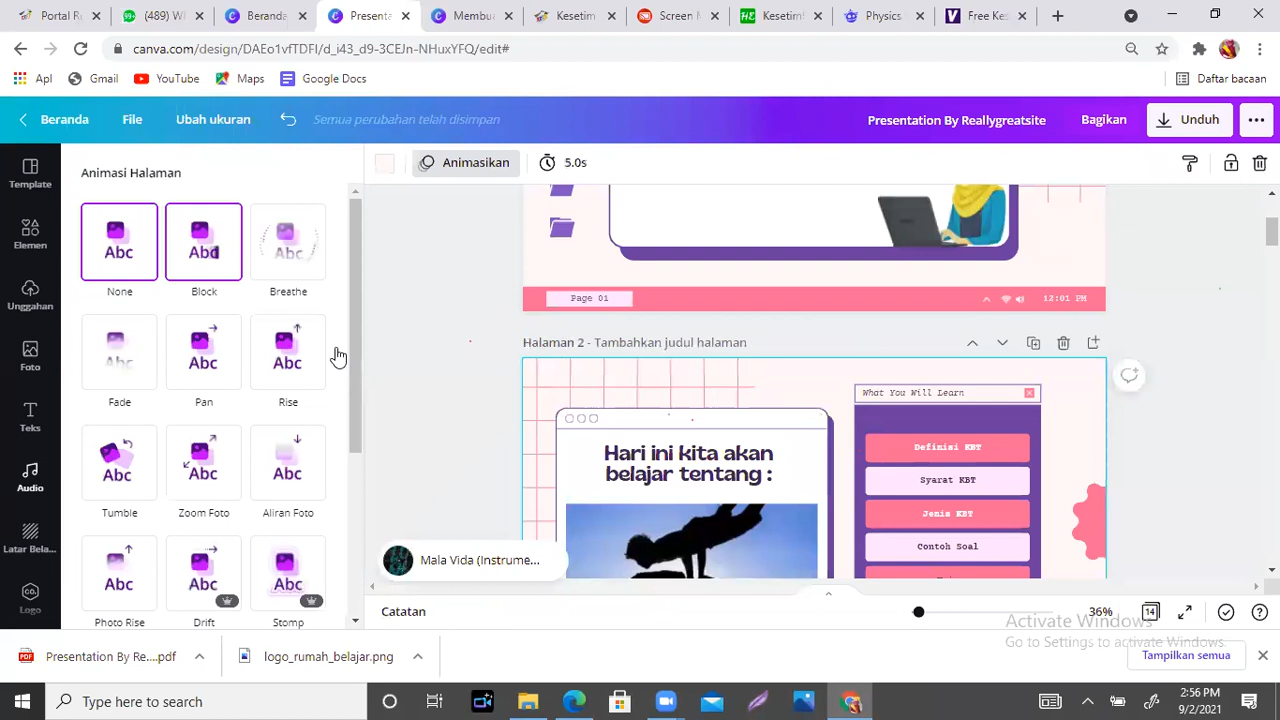 Portal Ru
(489) W
Beranda
Presenta
Membua
Kesetim
Screen R
Kesetim
Physics
Free Kes
canva.com/design/DAEo1vfTDFI/d_i43_d9-3CEJn-NHuxYFQ/edit#
Apl
Gmail
YouTube
Maps
Google Docs
Daftar bacaan
Beranda
File
Ubah ukuran
Semua perubahan telah disimpan
Presentation By Reallygreatsite
Bagikan
Unduh
Template
Elemen
Unggahan
Foto
Teks
Audio
Latar Bela...
Logo
Animasi Halaman
Abc
Abc
Abc
None
Block
Breathe
Abc
Abc
Abc
Fade
Pan
Rise
Abc
Abc
Abc
Tumble
Zoom Foto
Aliran Foto
Abc
Abc
Abc
Photo Rise
Drift
Stomp
Animasikan
5.0s
Page 01
12:01 PM
Halaman 2 - Tambahkan judul halaman
Hari ini kita akan
belajar tentang :
What You Will Learn
Definisi KBT
Syarat KBT
Jenis KBT
Contoh Soal
Mala Vida (Instrume...
Catatan
36%
14
Activate Windows
Go to Settings to activate Windows.
Presentation By Re....pdf
logo_rumah_belajar.png
Tampilkan semua
Type here to search
2:56 PM
9/2/2021